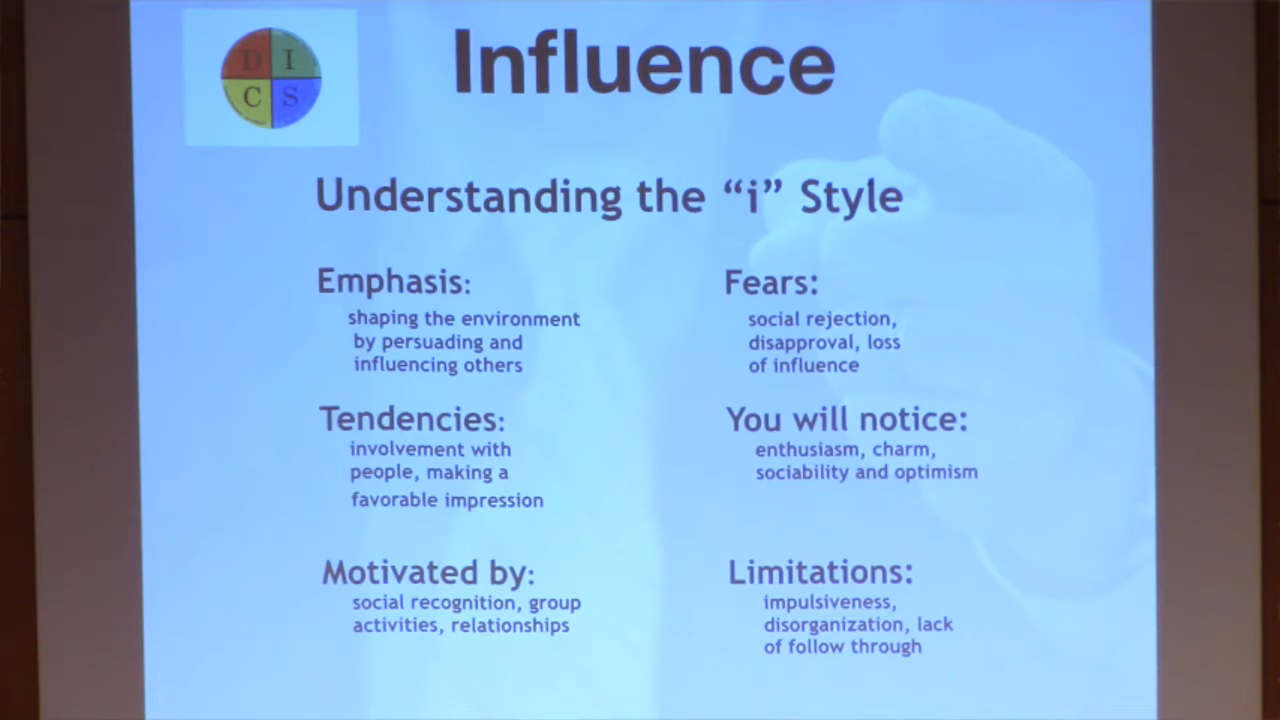 D I
C S
Influence
Understanding the “i” Style
Emphasis:
shaping the environment
by persuading and
influencing others
Tendencies:
involvement with
people, making a
favorable impression
Motivated by:
social recognition, group
activities, relationships
Fears:
social rejection,
disapproval, loss
of influence
You will notice:
enthusiasm, charm,
sociability and optimism
Limitations:
impulsiveness,
disorganization, lack
of follow through